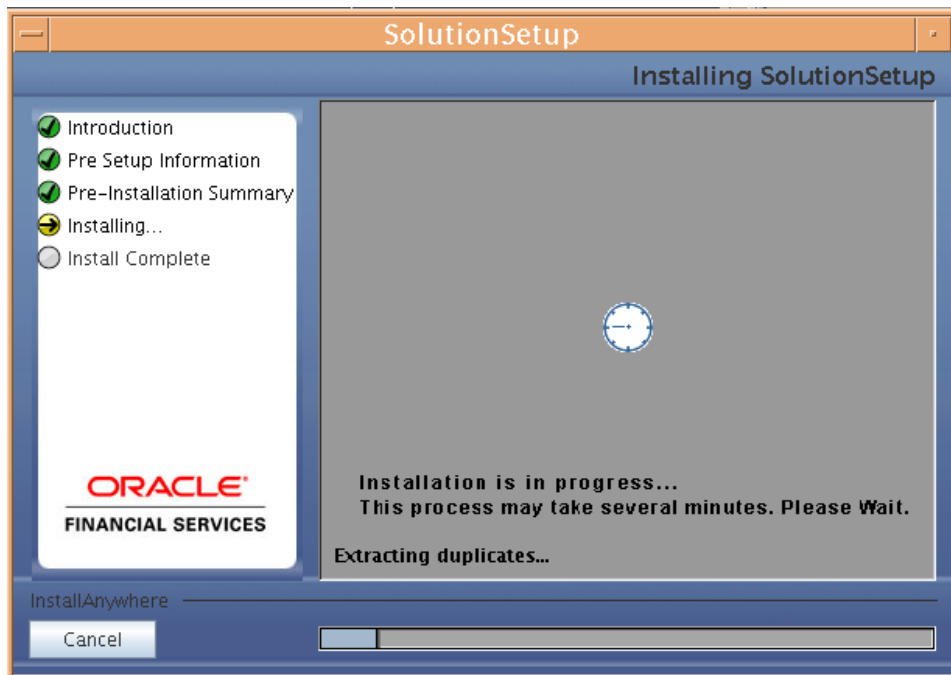 SolutionSetup
Installing SolutionSetup
Introduction
Pre Setup Information
Pre-Installation Summary
Installing...
Install Complete
ORACLE
FINANCIAL SERVICES
Installation is in progress...
This process may take several minutes. Please Wait.
Extracting duplicates...
InstallAnywhere
Cancel